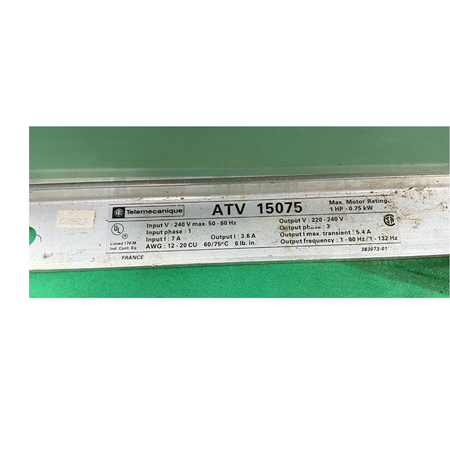 Telemecanique ATV 15075 Max. Motor Rating
1 HP - 0.75 kW
Input V : 240 V max. 50 - 60 Hz Output V : 220 - 240 V
Input phase : 1 Output phase : 3
Input I : 7 A Output I : 3.6 A Output I max. transient : 5.4 A
AWG : 12 - 20 CU 60/75°C 6 lb. in. Output frequency : 1 - 80 Hz/1 - 132 Hz
UL
Listed 179 M
Ind. Cont. Eq
FRANCE
383073-01